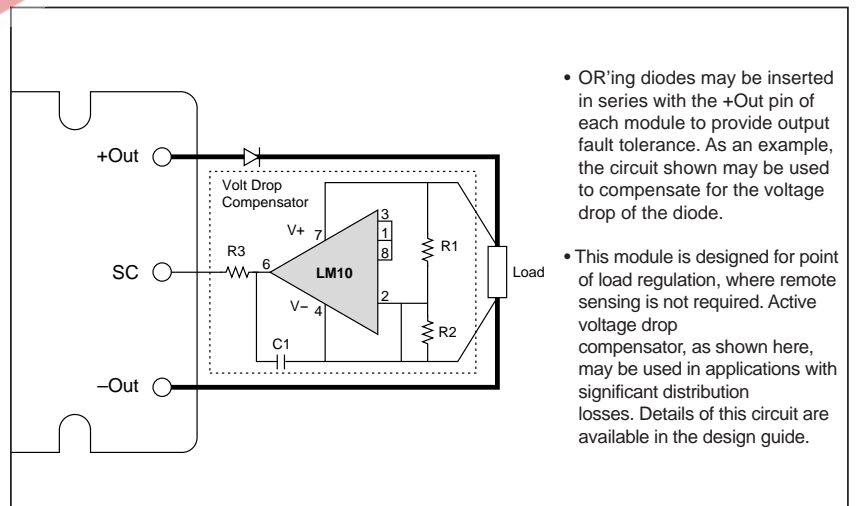 +Out
Volt Drop
Compensator
V+
7
3
1
8
R1
R3
6
LM10
SC
Load
2
V–
4
R2
C1
–Out
• OR'ing diodes may be inserted
in series with the +Out pin of
each module to provide output
fault tolerance. As an example,
the circuit shown may be used
to compensate for the voltage
drop of the diode.
• This module is designed for point
of load regulation, where remote
sensing is not required. Active
voltage drop
compensator, as shown here,
may be used in applications with
significant distribution
losses. Details of this circuit are
available in the design guide.